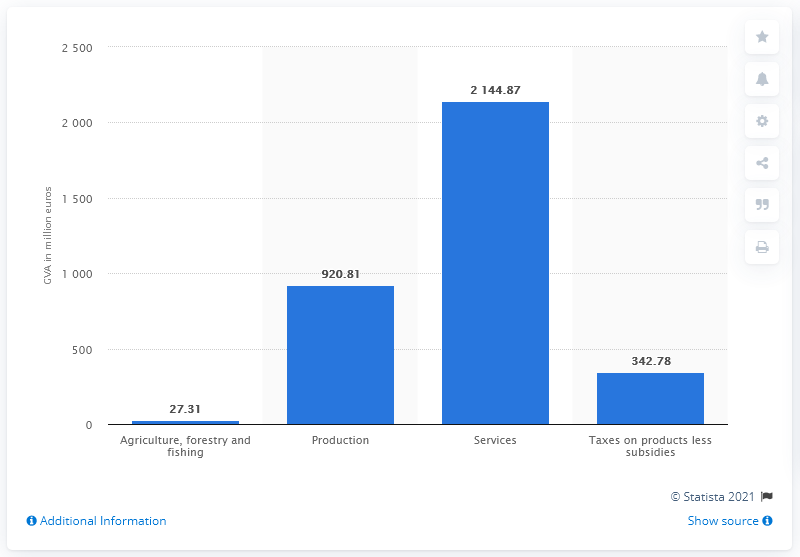 2 500
2 000
1 500
1 000
500
0
GVA in million euros
27.31
920.81
2 144.87
342.78
Agriculture, forestry and
fishing
Production
Services
Taxes on products less
subsidies
© Statista 2021
Additional Information
Show source